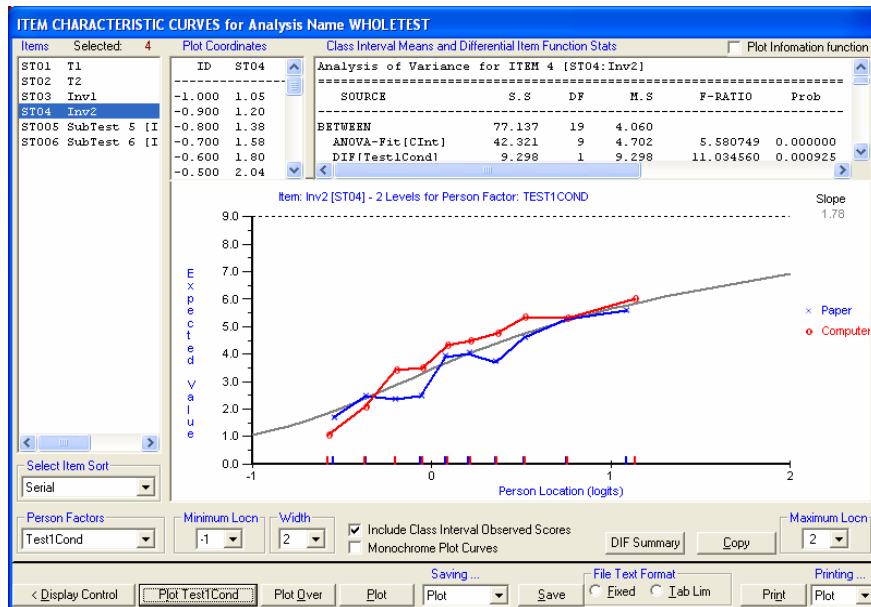 ITEM CHARACTERISTIC CURVES for Analysis Name WHOLETEST
Items Selected: 4
ST01 T1
ST02 T2
ST03 Inv1
ST04 Inv2
ST005 SubTest 5 [I
ST006 SubTest 6 [I
Plot Coordinates
ID ST04
-1.000 1.05
-0.900 1.20
-0.800 1.38
-0.700 1.58
-0.600 1.80
-0.500 2.04
Class Interval Means and Differential Item Function Stats
Plot Infomation function
Analysis of Variance for ITEM 4 [ST04:Inv2]
SOURCE S.S DF M.S F-RATIO Prob
BETWEEN 77.137 19 4.060
ANOVA-Fit[CInt] 42.321 9 4.702 5.580749 0.000000
DIF[Test1Cond] 9.298 1 9.298 11.034560 0.000925
Item: Inv2 [ST04] - 2 Levels for Person Factor: TEST1COND
Slope
1.78
9.0
8.0
7.0
6.0
5.0
4.0
3.0
2.0
1.0
0.0
Expected Value
-1 0 1 2
Person Location (logits)
× Paper
o Computer
Select Item Sort
Serial
Person Factors
Test1Cond
Minimum Locn
-1
Width
2
Include Class Interval Observed Scores
Monochrome Plot Curves
DIF Summary
Copy
Maximum Locn
2
< Display Control
Plot Test1Cond
Plot Over
Plot
Saving ...
Plot
Save
File Text Format
Fixed Tab Lim
Print
Printing ...
Plot